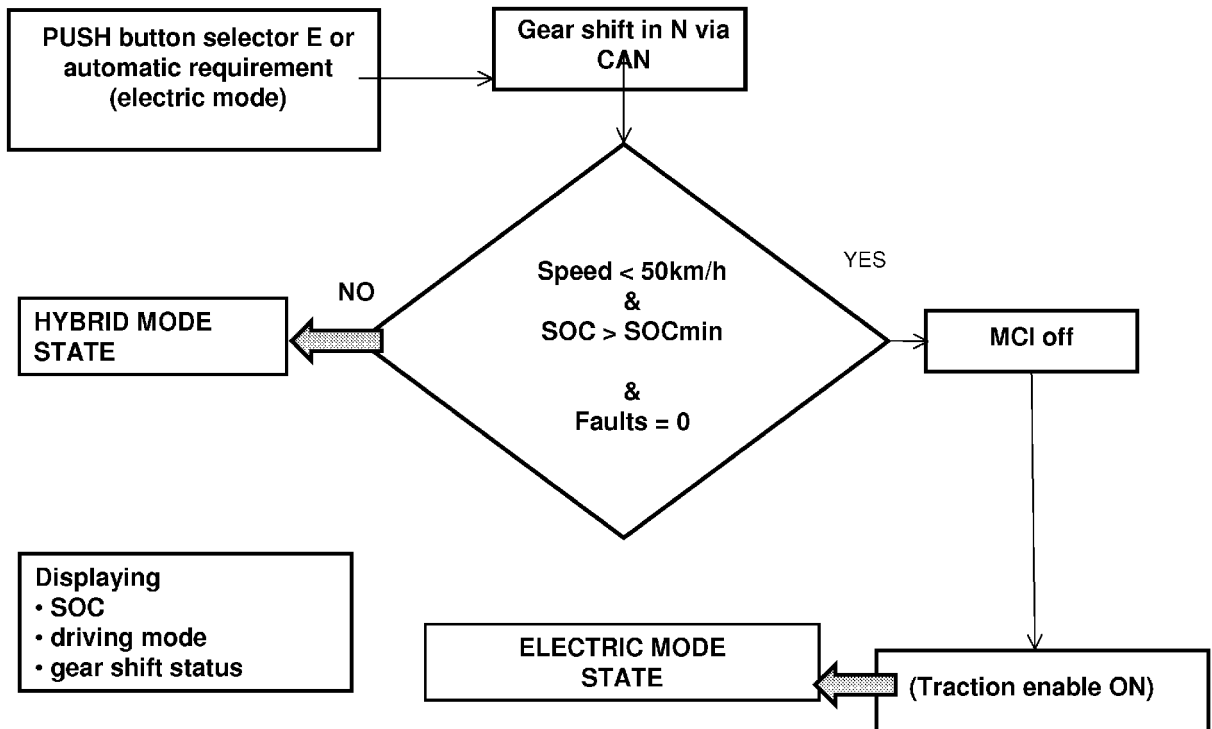 PUSH button selector E or
automatic requirement
(electric mode)
Gear shift in N via
CAN
Speed < 50km/h
&
SOC > SOCmin
&
Faults = 0
YES
NO
HYBRID MODE
STATE
MCI off
Displaying
• SOC
• driving mode
• gear shift status
ELECTRIC MODE
STATE
(Traction enable ON)